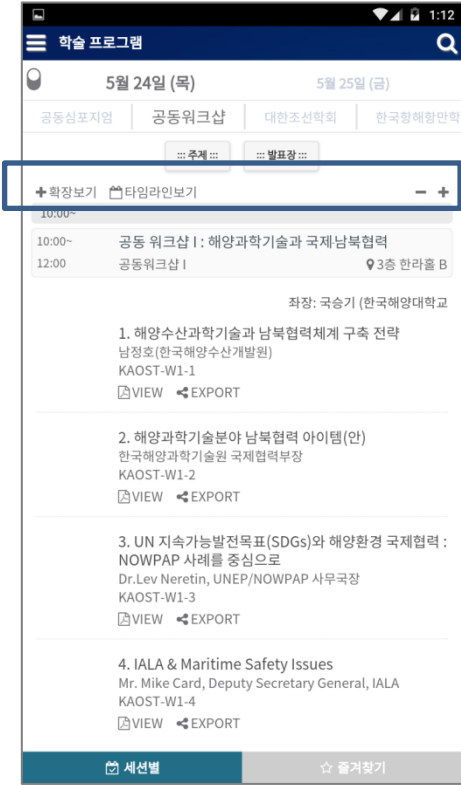 1:12
학술 프로그램
5월 24일 (목) 5월 25일 (금)
공동심포지엄 공동워크샵 대한조선학회 한국항해항만학
::: 주제 ::: ::: 발표장 :::
확장보기 타임라인보기
10:00~
10:00~ 공동 워크샵 I : 해양과학기술과 국제·남북협력
12:00 공동워크샵 I 3층 한라홀 B
좌장: 국승기 (한국해양대학교
1. 해양수산과학기술과 남북협력체계 구축 전략
남정호(한국해양수산개발원)
KAOST-W1-1
VIEW EXPORT
2. 해양과학기술분야 남북협력 아이템(안)
한국해양과학기술원 국제협력부장
KAOST-W1-2
VIEW EXPORT
3. UN 지속가능발전목표(SDGs)와 해양환경 국제협력 :
NOWPAP 사례를 중심으로
Dr.Lev Neretin, UNEP/NOWPAP 사무국장
KAOST-W1-3
VIEW EXPORT
4. IALA & Maritime Safety Issues
Mr. Mike Card, Deputy Secretary General, IALA
KAOST-W1-4
VIEW EXPORT
세션별 즐겨찾기